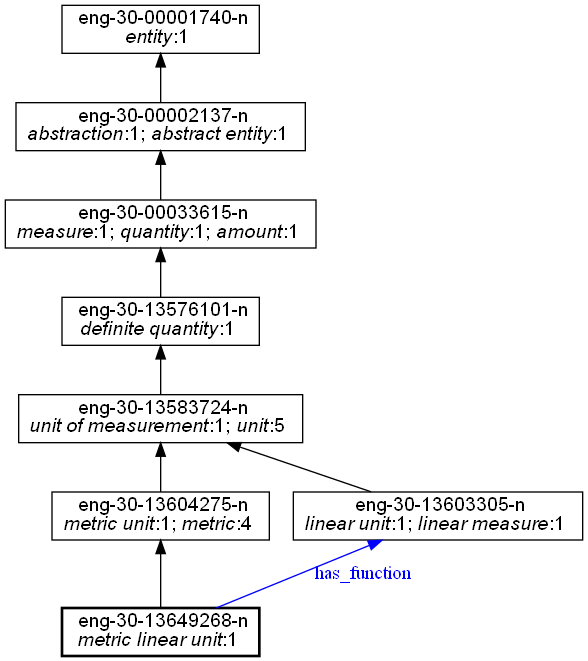 eng-30-00001740-n
entity:1
eng-30-00002137-n
abstraction:1; abstract entity:1
eng-30-00033615-n
measure:1; quantity:1; amount:1
eng-30-13576101-n
definite quantity:1
eng-30-13583724-n
unit of measurement:1; unit:5
eng-30-13604275-n
metric unit:1; metric:4
eng-30-13603305-n
linear unit:1; linear measure:1
has_function
eng-30-13649268-n
metric linear unit:1